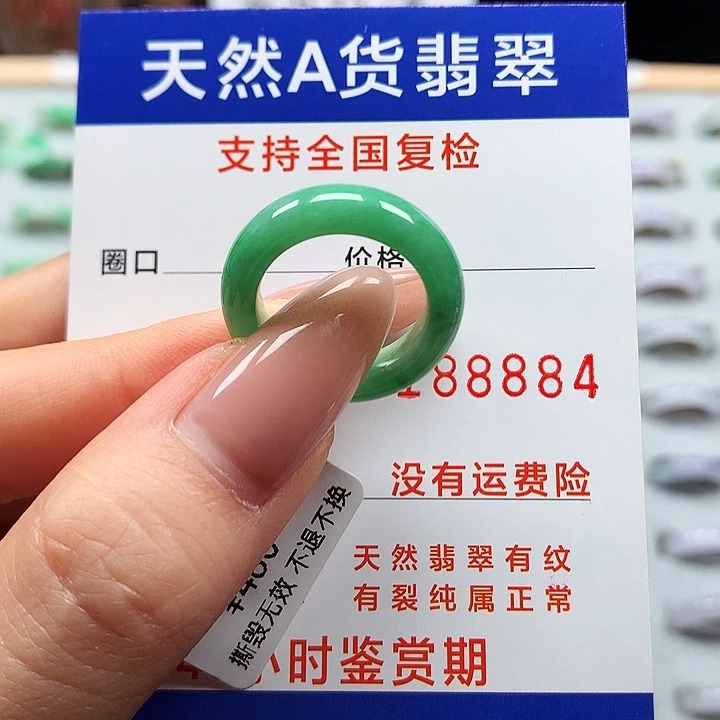 天然A货翡翠
支持全国复检
圈口 价格
188884
没有运费险
天然翡翠有纹
有裂纯属正常
小时鉴赏期
撕毁无效 不退不换